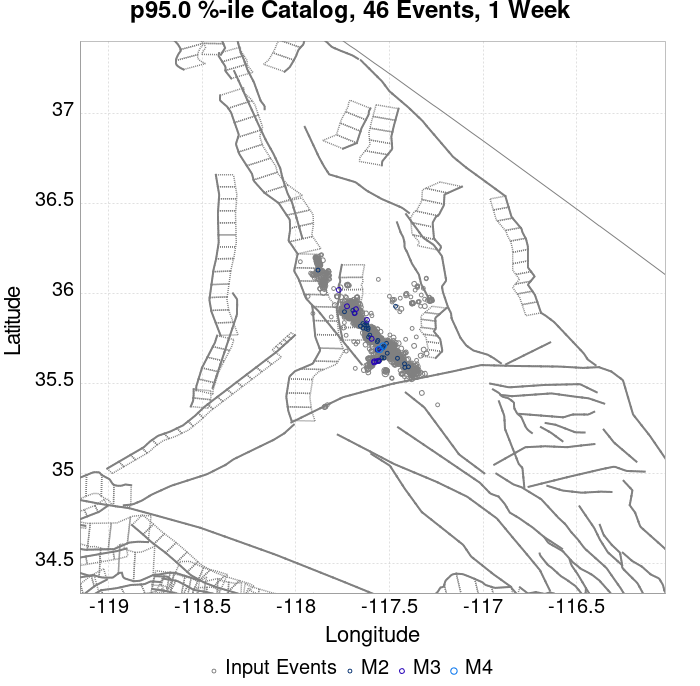 p95.0 %-ile Catalog, 46 Events, 1 Week
37
36.5
36
35.5
35
34.5
Latitude
-119 -118.5 -118 -117.5 -117 -116.5
Longitude
Input Events M2 M3 M4